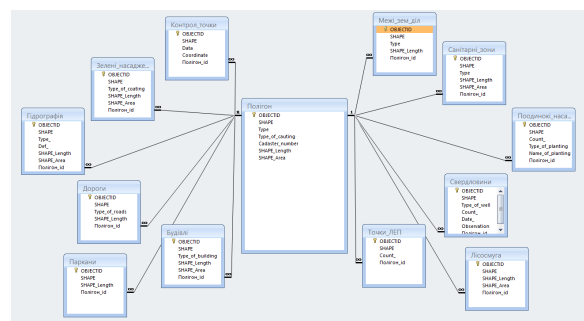 Контрол_точки
OBJECTID
SHAPE
Data
Coordinate
Полігон_id
Межі_зем_діл
OBJECTID
SHAPE
Type
SHAPE_Length
Полігон_id
Зелені_насадже...
OBJECTID
SHAPE
Type_of_coating
SHAPE_Length
SHAPE_Area
Полігон_id
Санітарні_зони
OBJECTID
SHAPE
Type
SHAPE_Length
SHAPE_Area
Полігон_id
Гідрографія
OBJECTID
SHAPE
Type_
SHAPE_Length
SHAPE_Area
Полігон_id
Полігон
OBJECTID
SHAPE
Type
Type_of_cauting
Cadaster_number
SHAPE_Length
SHAPE_Area
Поодинокі_наса...
OBJECTID
SHAPE
Count_
Type_of_planting
Name_of_planting
Полігон_id
Дороги
OBJECTID
SHAPE
Type_of_roads
SHAPE_Length
Полігон_id
Свердловини
OBJECTID
SHAPE
Type_of_well
Count_
Date_
Observation
Полігон_id
Паркани
OBJECTID
SHAPE
SHAPE_Length
Полігон_id
Будівлі
OBJECTID
SHAPE
Type_of_building
SHAPE_Length
SHAPE_Area
Полігон_id
Точки_ЛЕП
OBJECTID
SHAPE
Count_
Полігон_id
Лісосмуга
OBJECTID
SHAPE
SHAPE_Length
SHAPE_Area
Полігон_id